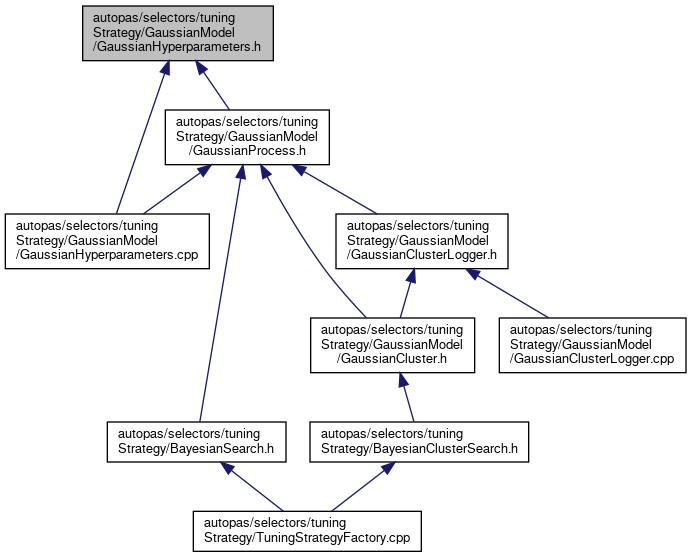 autopas/selectors/tuning
Strategy/GaussianModel
/GaussianHyperparameters.h
autopas/selectors/tuning
Strategy/GaussianModel
/GaussianProcess.h
autopas/selectors/tuning
Strategy/GaussianModel
/GaussianHyperparameters.cpp
autopas/selectors/tuning
Strategy/GaussianModel
/GaussianClusterLogger.h
autopas/selectors/tuning
Strategy/GaussianModel
/GaussianCluster.h
autopas/selectors/tuning
Strategy/GaussianModel
/GaussianClusterLogger.cpp
autopas/selectors/tuning
Strategy/BayesianSearch.h
autopas/selectors/tuning
Strategy/BayesianClusterSearch.h
autopas/selectors/tuning
Strategy/TuningStrategyFactory.cpp